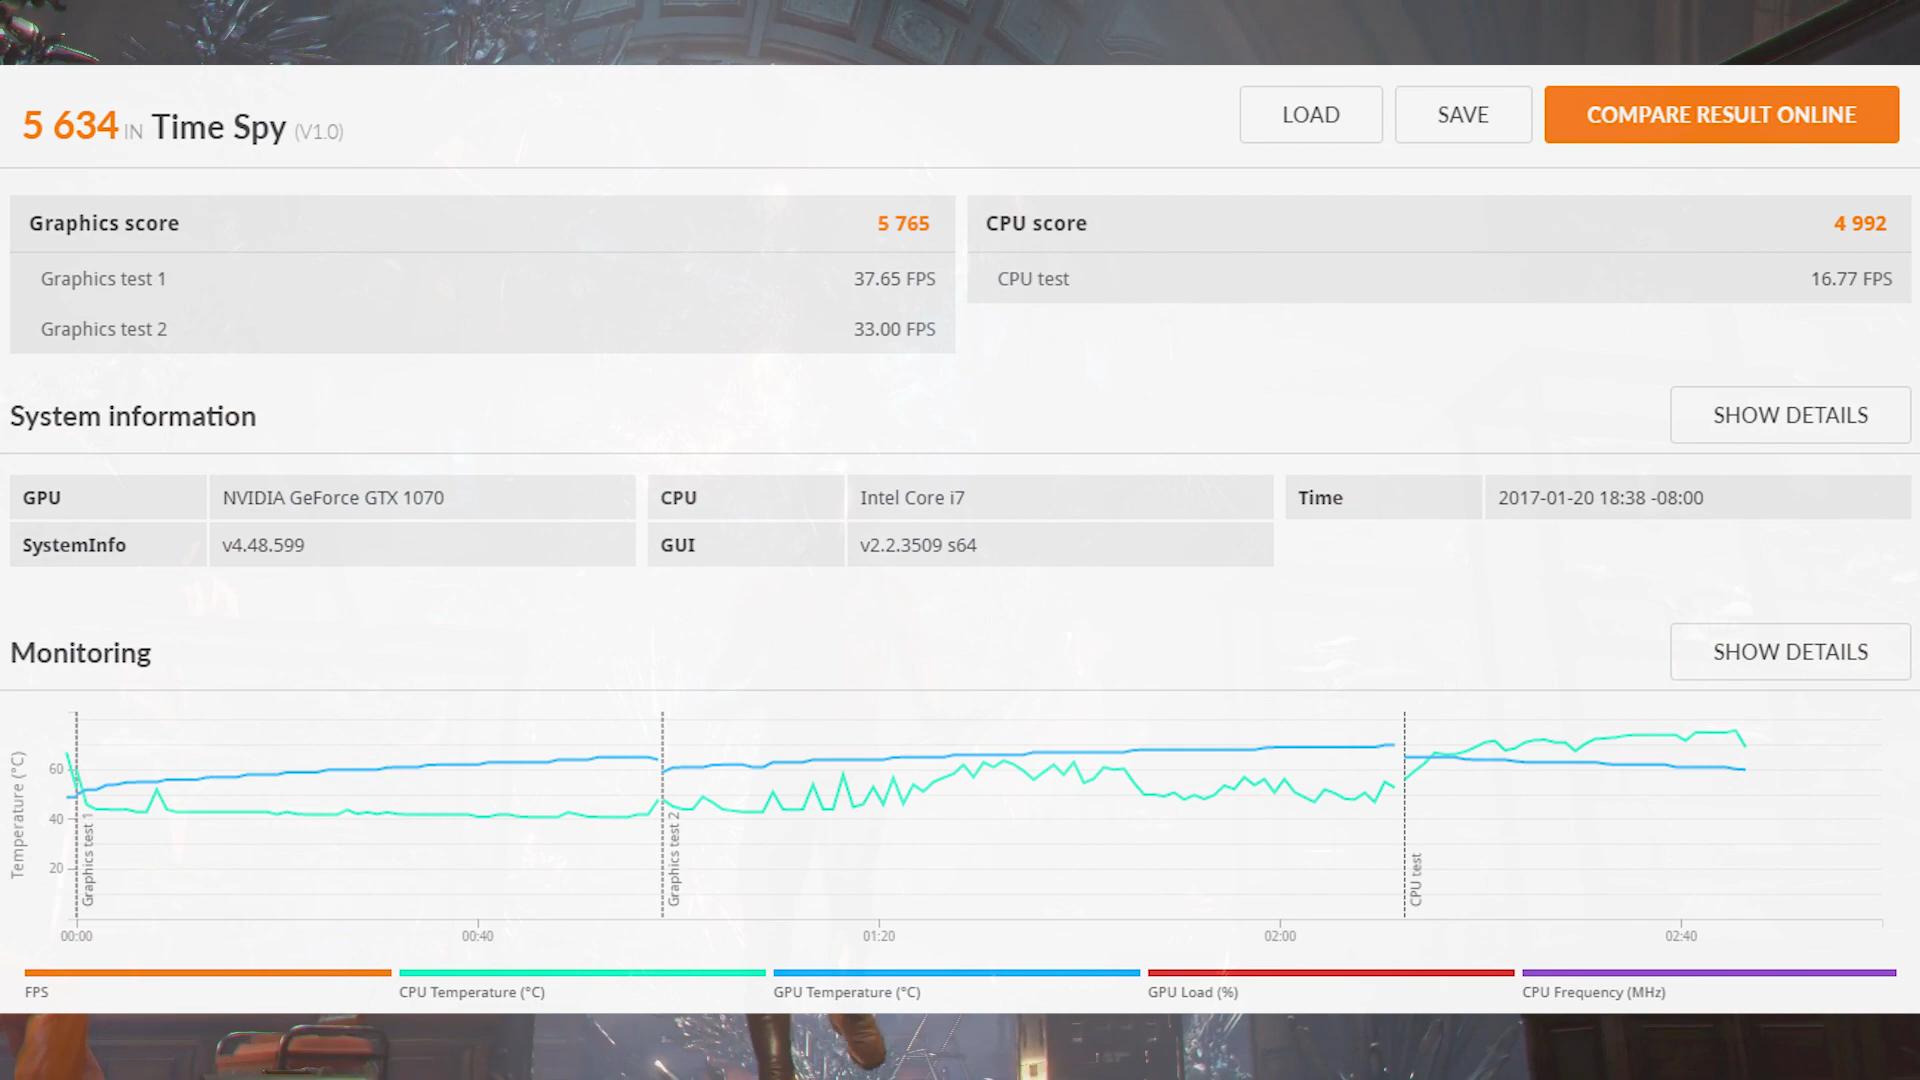 5 634 IN Time Spy (V1.0)
LOAD
SAVE
COMPARE RESULT ONLINE
Graphics score 5 765
Graphics test 1 37.65 FPS
Graphics test 2 33.00 FPS
CPU score 4 992
CPU test 16.77 FPS
System information
SHOW DETAILS
GPU NVIDIA GeForce GTX 1070
SystemInfo v4.48.599
CPU Intel Core i7
GUI v2.2.3509 s64
Time 2017-01-20 18:38 -08:00
Monitoring
SHOW DETAILS
Temperature (°C)
60
40
20
Graphics test 1
Graphics test 2
CPU test
00:00 00:40 01:20 02:00 02:40
FPS
CPU Temperature (°C)
GPU Temperature (°C)
GPU Load (%)
CPU Frequency (MHz)